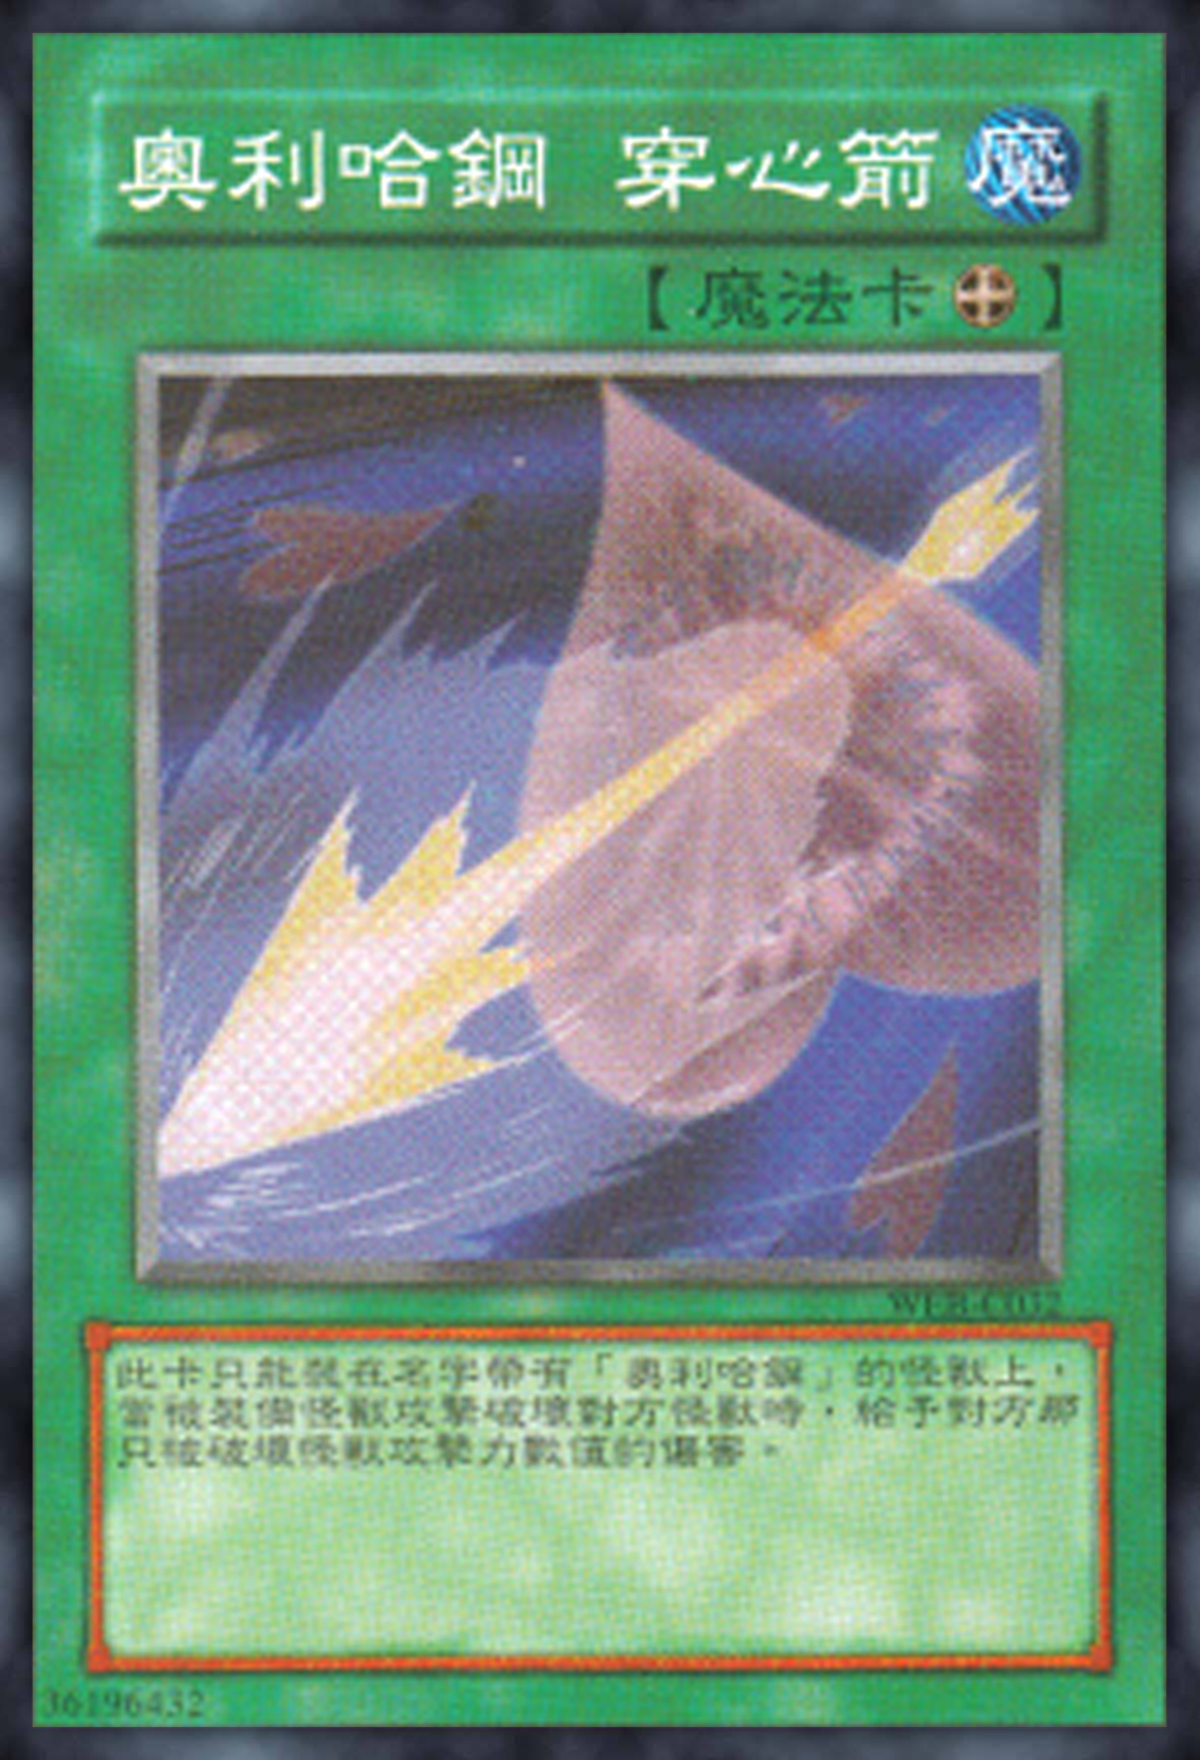 奧利哈鋼 穿心箭 魔
【魔法卡】
WER-C032
此卡只能裝在名字帶有「奧利哈鋼」的怪獸上，
當被裝備怪獸攻擊破壞對方怪獸時，給予對方那
只被破壞怪獸攻擊力數值的傷害。
36196432